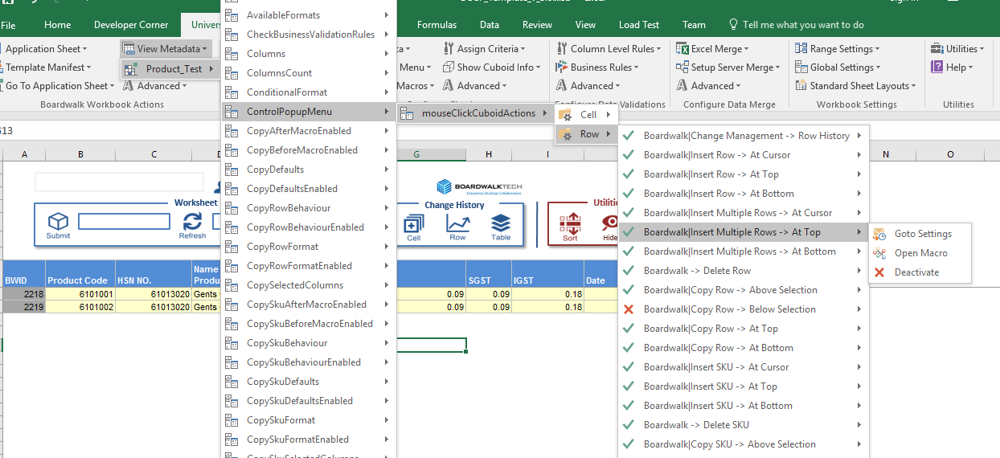 File
Home
Developer Corner
Univers
Formulas
Data
Review
View
Load Test
Team
Tell me what you want to do
Application Sheet
Template Manifest
Go To Application Sheet
Boardwalk Workbook Actions
View Metadata
Product_Test
Advanced
Menu
Macros
Assign Criteria
Show Cuboid Info
Advanced
Column Level Rules
Business Rules
Advanced
Configure Data Validations
Excel Merge
Setup Server Merge
Advanced
Configure Data Merge
Range Settings
Global Settings
Standard Sheet Layouts
Workbook Settings
Utilities
Help
Utilities
AvailableFormats
CheckBusinessValidationRules
Columns
ColumnsCount
ConditionalFormat
ControlPopupMenu
CopyAfterMacroEnabled
CopyBeforeMacroEnabled
CopyDefaults
CopyDefaultsEnabled
CopyRowBehaviour
CopyRowBehaviourEnabled
CopyRowFormat
CopyRowFormatEnabled
CopySelectedColumns
CopySkuAfterMacroEnabled
CopySkuBeforeMacroEnabled
CopySkuBehaviour
CopySkuBehaviourEnabled
CopySkuDefaults
CopySkuDefaultsEnabled
CopySkuFormat
CopySkuFormatEnabled
CopySkuSelectedColumns
mouseClickCuboidActions
Cell
Row
Boardwalk|Change Management -> Row History
Boardwalk|Insert Row -> At Cursor
Boardwalk|Insert Row -> At Top
Boardwalk|Insert Row -> At Bottom
Boardwalk|Insert Multiple Rows -> At Cursor
Boardwalk|Insert Multiple Rows -> At Top
Boardwalk|Insert Multiple Rows -> At Bottom
Boardwalk -> Delete Row
Boardwalk|Copy Row -> Above Selection
Boardwalk|Copy Row -> Below Selection
Boardwalk|Copy Row -> At Top
Boardwalk|Copy Row -> At Bottom
Boardwalk|Insert SKU -> At Cursor
Boardwalk|Insert SKU -> At Top
Boardwalk|Insert SKU -> At Bottom
Boardwalk -> Delete SKU
Boardwalk|Copy SKU -> Above Selection
Goto Settings
Open Macro
Deactivate
G13
A B C D G H I N O
BOARDWALKTECH
Enterprise Desktop Collaboration
Worksheet
Submit
Refresh
Change History
Cell
Row
Table
Utilitie
Sort
Hide
BWID Product Code HSN NO. Name Produ SGST IGST Date
2218 6101001 61013020 Gents 0.09 0.09 0.18
2219 6101002 61013020 Gents 0.09 0.09 0.18